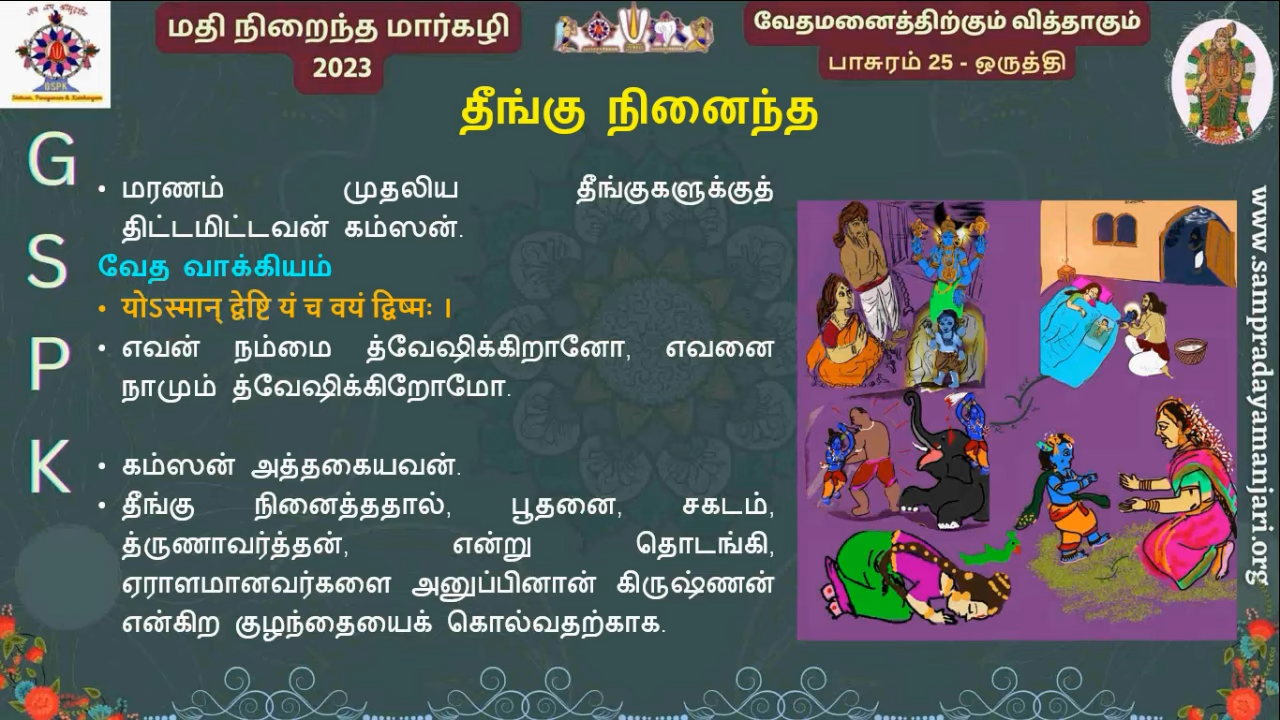 மதி நிறைந்த மார்கழி
2023
வேதமனைத்திற்கும் வித்தாகும்
பாசுரம் 25 - ஒருத்தி
தீங்கு நினைந்த
GSPK
• மரணம் முதலிய தீங்குகளுக்குத்
திட்டமிட்டவன் கம்ஸன்.
வேத வாக்கியம்
• योऽस्मान् द्वेष्टि यं च वयं द्विष्मः ।
• எவன் நம்மை த்வேஷிக்கிறானோ, எவனை
நாமும் த்வேஷிக்கிறோமோ.
• கம்ஸன் அத்தகையவன்.
• தீங்கு நினைத்ததால், பூதனை, சகடம்,
த்ருணாவர்த்தன், என்று தொடங்கி,
ஏராளமானவர்களை அனுப்பினான் கிருஷ்ணன்
என்கிற குழந்தையைக் கொல்வதற்காக.
www.sampradayamanjari.org